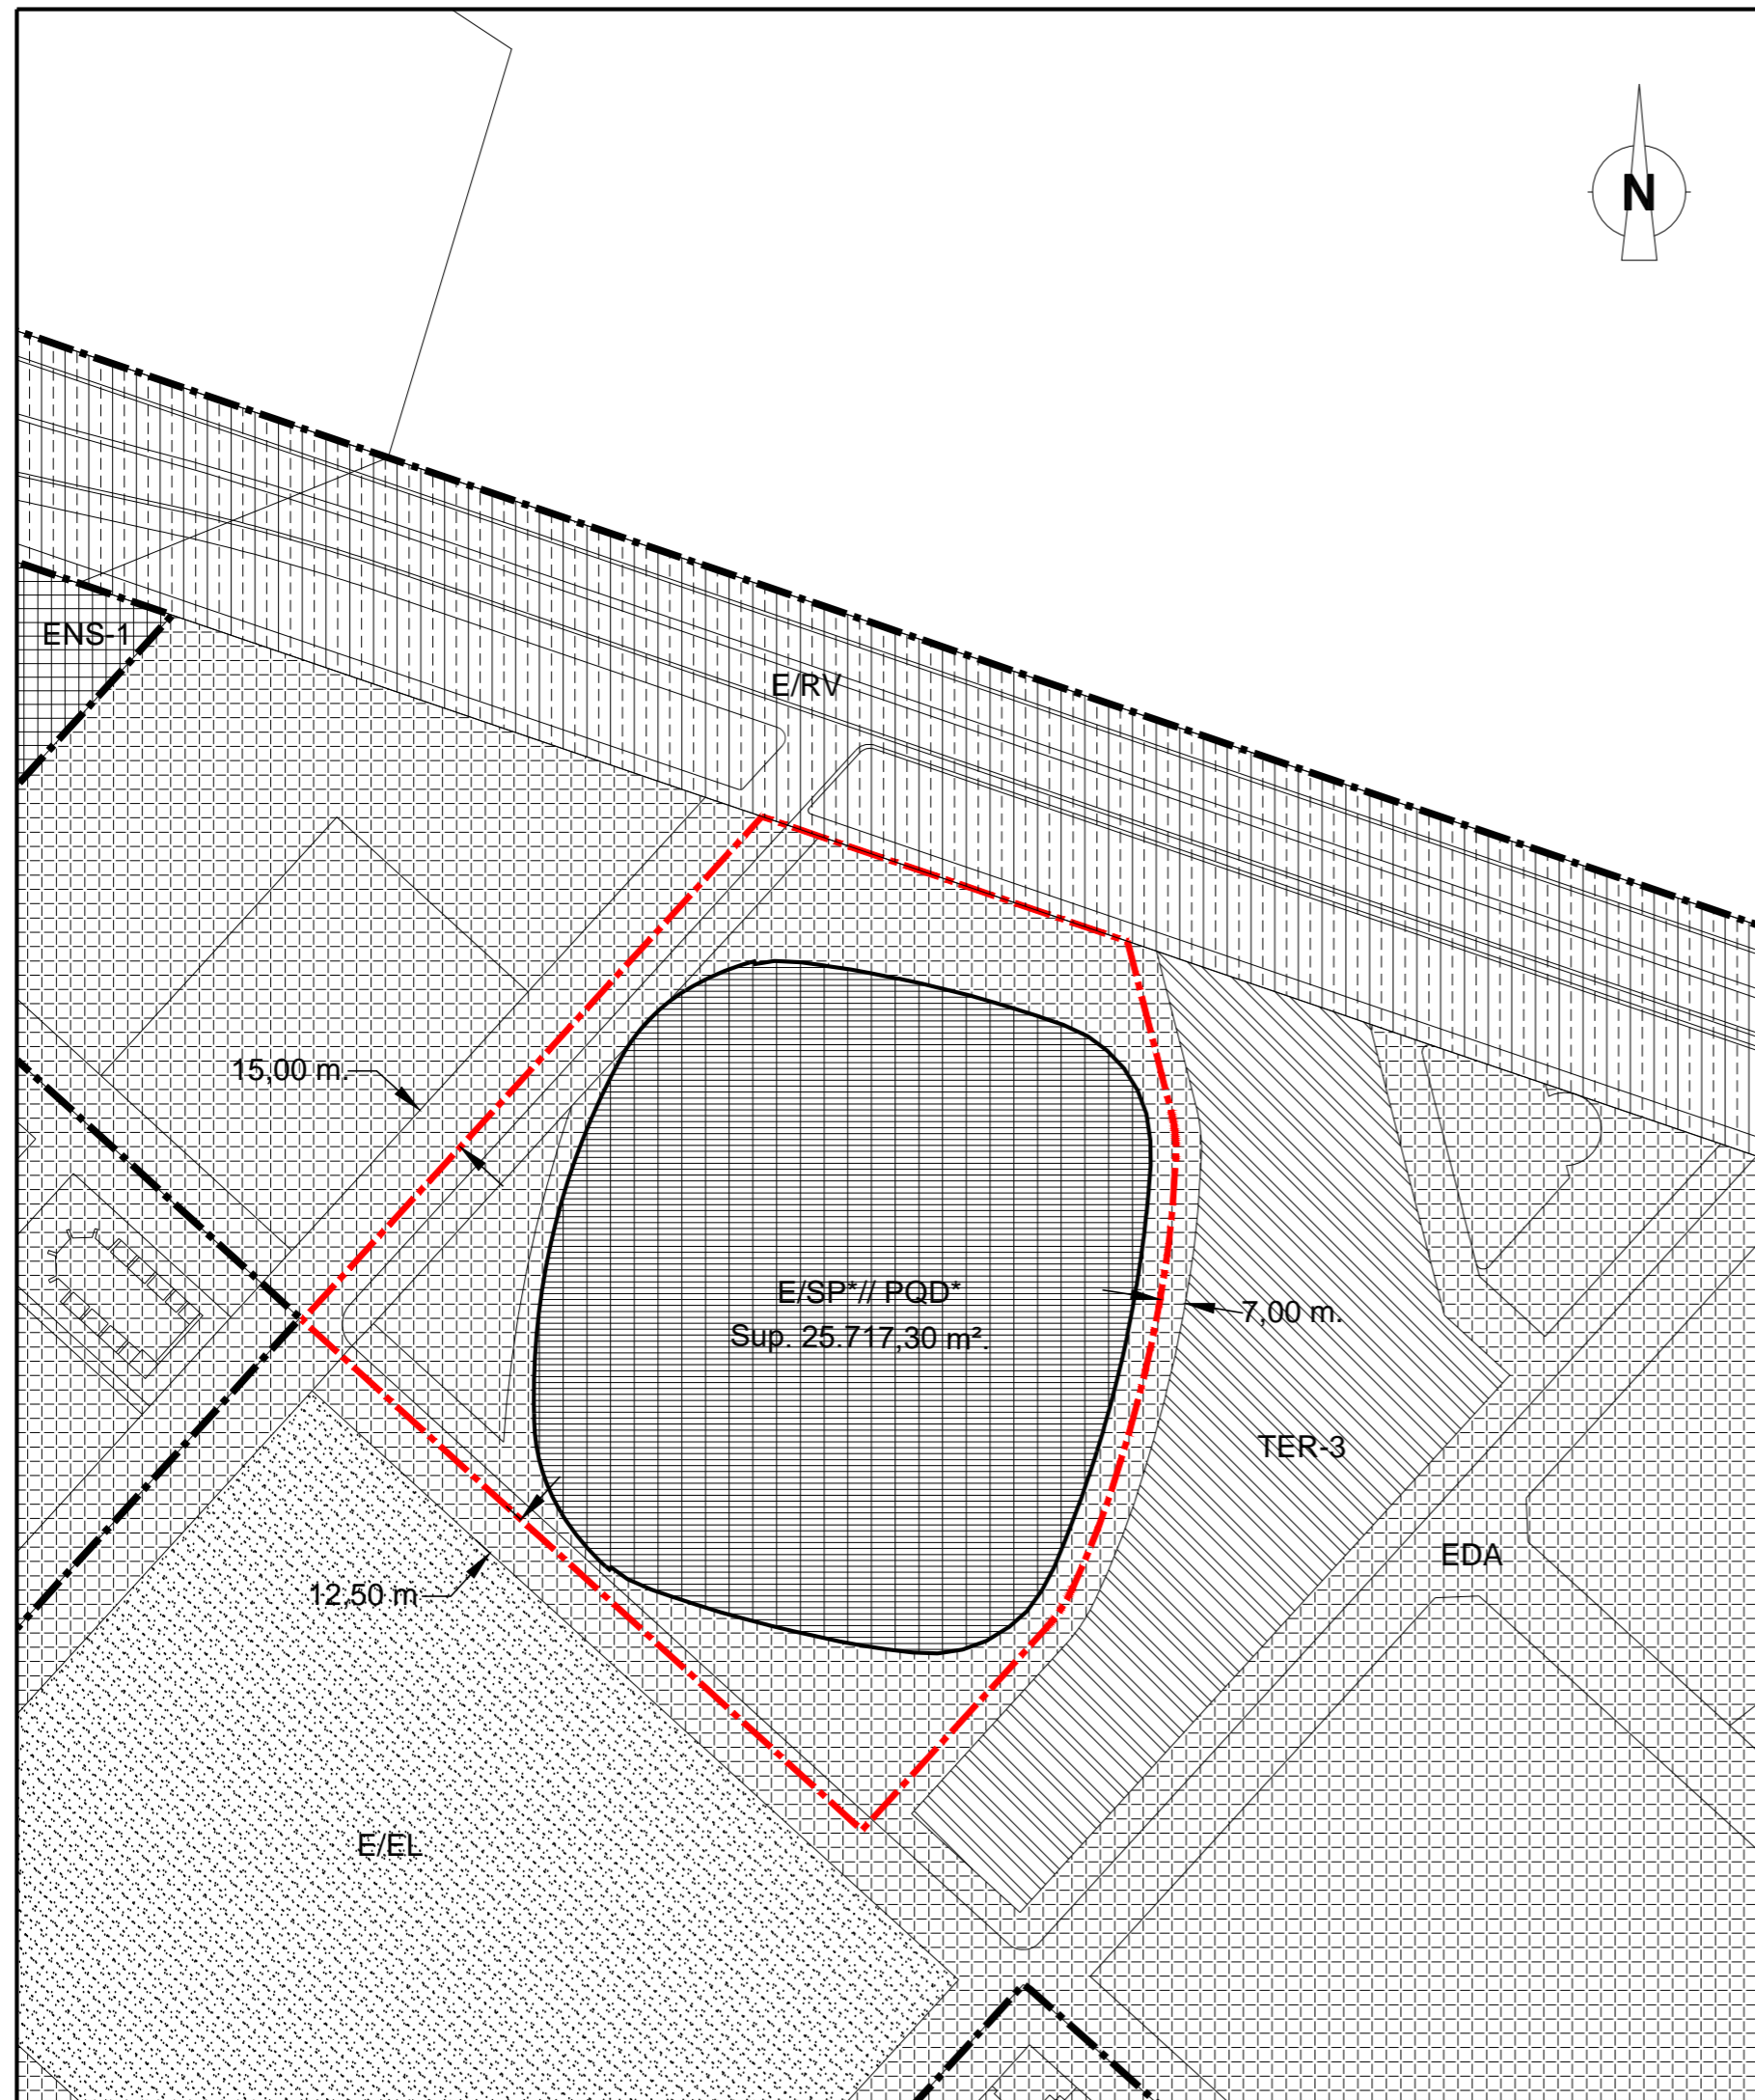 N
ENS-1
E/RV
15,00 m.
E/SP*// PQD*
Sup. 25.717,30 m².
7,00 m.
TER-3
EDA
12,50 m
E/EL